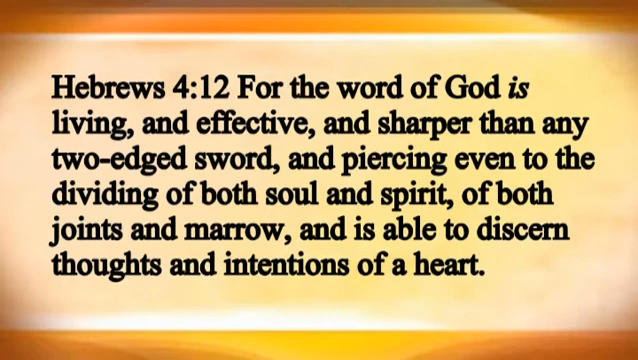 Hebrews 4:12 For the word of God is
living, and effective, and sharper than any
two-edged sword, and piercing even to the
dividing of both soul and spirit, of both
joints and marrow, and is able to discern
thoughts and intentions of a heart.